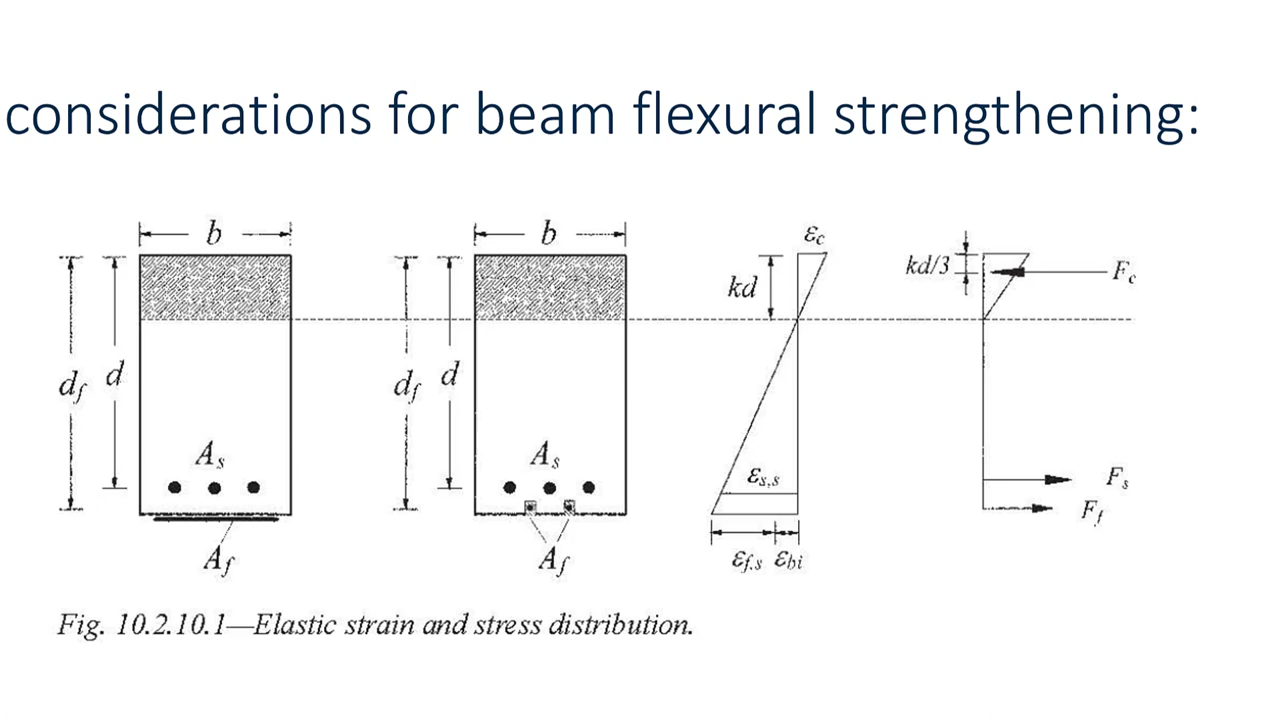 considerations for beam flexural strengthening:
b b εc
kd kd/3 Fc
df d df d
As As
εs,s Fs
Ff
Af Af εf,s εbi
Fig. 10.2.10.1—Elastic strain and stress distribution.